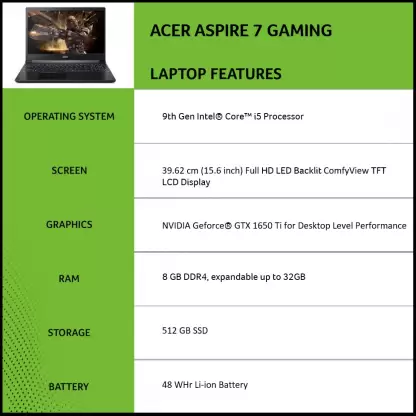 ACER ASPIRE 7 GAMING
LAPTOP FEATURES
OPERATING SYSTEM
9th Gen Intel® Core™ i5 Processor
SCREEN
39.62 cm (15.6 inch) Full HD LED Backlit ComfyView TFT
LCD Display
GRAPHICS
NVIDIA Geforce® GTX 1650 Ti for Desktop Level Performance
RAM
8 GB DDR4, expandable up to 32GB
STORAGE
512 GB SSD
BATTERY
48 WHr Li-ion Battery